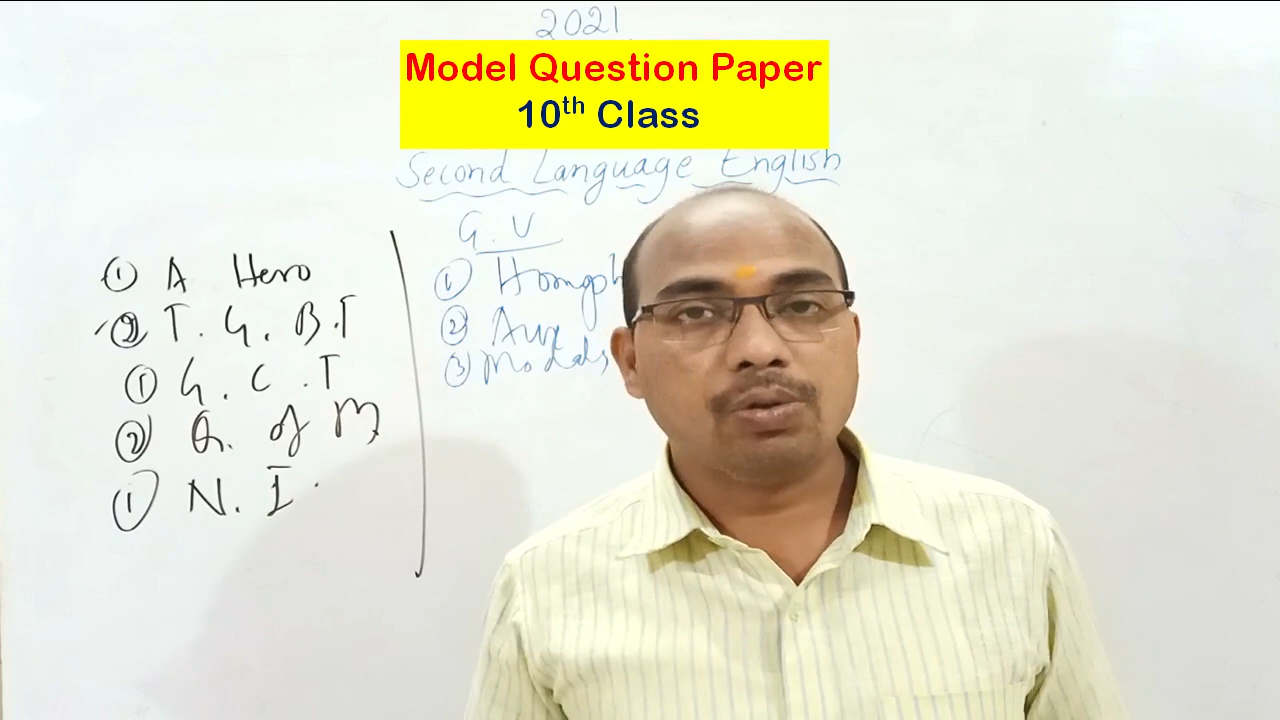 2021
Model Question Paper
10th Class
Second Language English
G. V
① A Hero
② T. G. B. T
① G. C. T
② Q. of M
① N. I.
① Homoph
② Aux
③ Modals